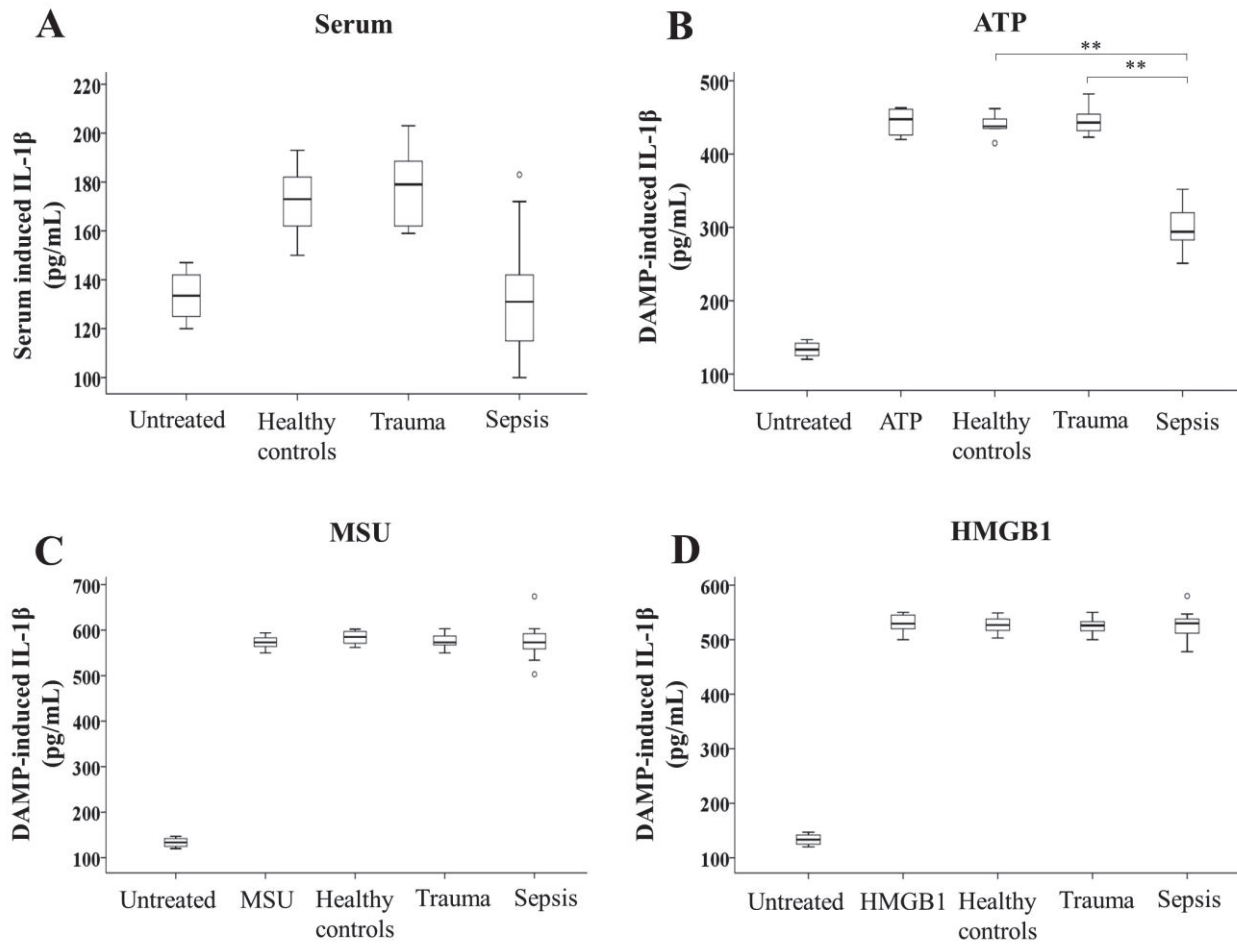 A
Serum
Serum induced IL-1β
(pg/mL)
220
200
180
160
140
120
100
Untreated
Healthy
controls
Trauma
Sepsis
B
ATP
**
**
DAMP-induced IL-1β
(pg/mL)
500
400
300
200
100
Untreated
ATP
Healthy
controls
Trauma
Sepsis
C
MSU
DAMP-induced IL-1β
(pg/mL)
700
600
500
400
300
200
100
Untreated
MSU
Healthy
controls
Trauma
Sepsis
D
HMGB1
DAMP-induced IL-1β
(pg/mL)
600
500
400
300
200
100
Untreated
HMGB1
Healthy
controls
Trauma
Sepsis